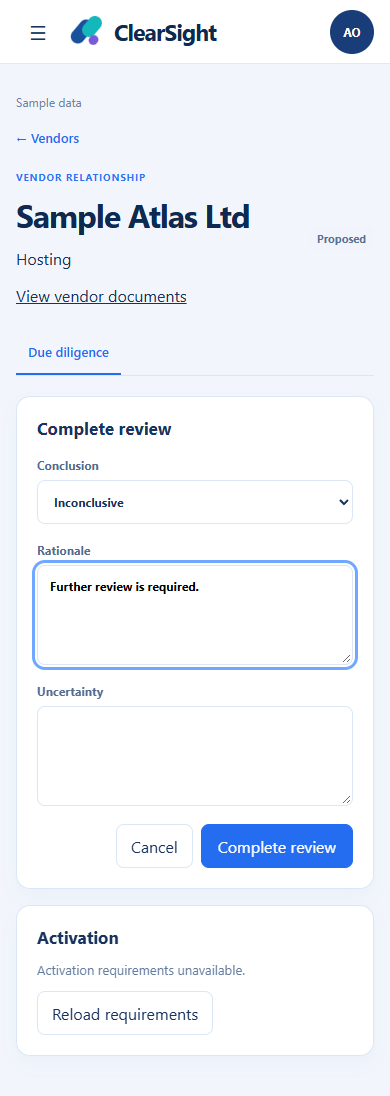 ☰ ClearSight AO
Sample data
← Vendors
VENDOR RELATIONSHIP
Sample Atlas Ltd
Proposed
Hosting
View vendor documents
Due diligence
Complete review
Conclusion
Inconclusive
Rationale
Further review is required.
Uncertainty
Cancel Complete review
Activation
Activation requirements unavailable.
Reload requirements